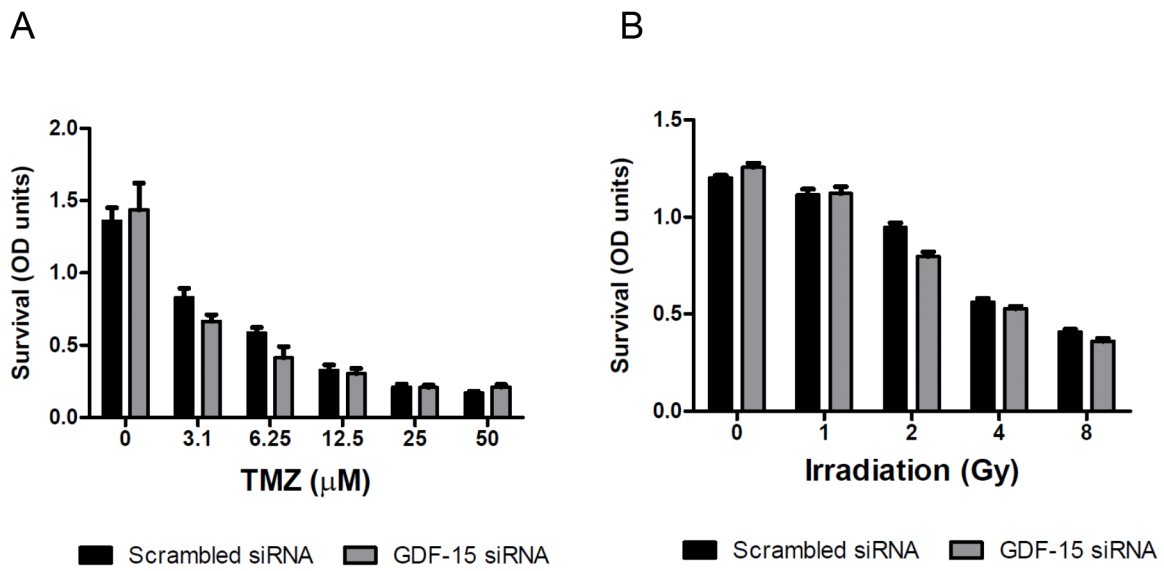 A
Survival (OD units)
2.0
1.5
1.0
0.5
0.0
0 3.1 6.25 12.5 25 50
TMZ (μM)
Scrambled siRNA GDF-15 siRNA
B
Survival (OD units)
1.5
1.0
0.5
0.0
0 1 2 4 8
Irradiation (Gy)
Scrambled siRNA GDF-15 siRNA